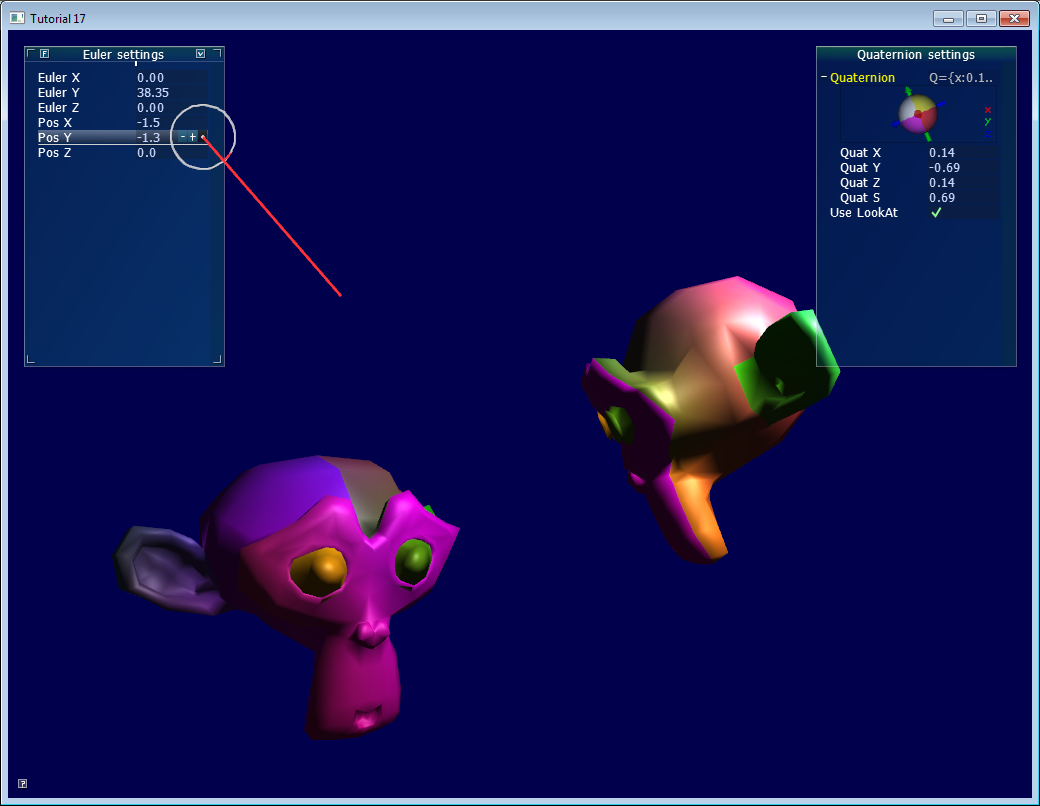 Tutorial 17
F Euler settings V
Euler X 0.00
Euler Y 38.35
Euler Z 0.00
Pos X -1.5
Pos Y -1.3 - +
Pos Z 0.0
Quaternion settings
− Quaternion Q={x:0.1..
X
Y
Z
Quat X 0.14
Quat Y -0.69
Quat Z 0.14
Quat S 0.69
Use LookAt ✓
?